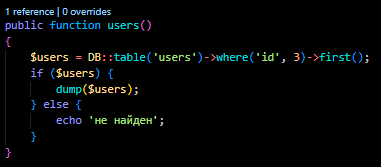 1 reference | 0 overrides
public function users()
{
    $users = DB::table('users')->where('id', 3)->first();
    if ($users) {
        dump($users);
    } else {
        echo 'не найден';
    }
}